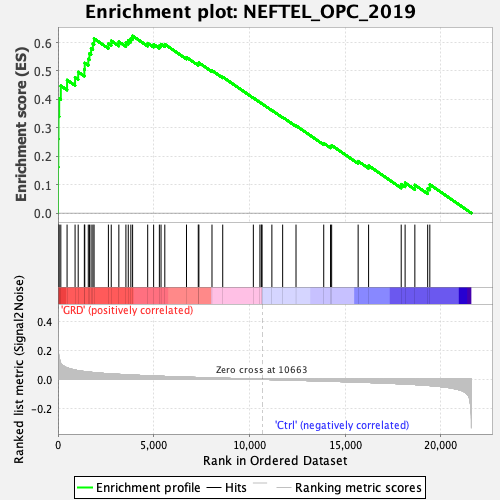 Enrichment plot: NEFTEL_OPC_2019
Enrichment score (ES)
0.6
0.5
0.4
0.3
0.2
0.1
0.0
'GRD' (positively correlated)
Ranked list metric (Signal2Noise)
0.4
0.2
0.0
-0.2
Zero cross at 10663
'Ctrl' (negatively correlated)
0
5,000
10,000
15,000
20,000
Rank in Ordered Dataset
Enrichment profile
Hits
Ranking metric scores